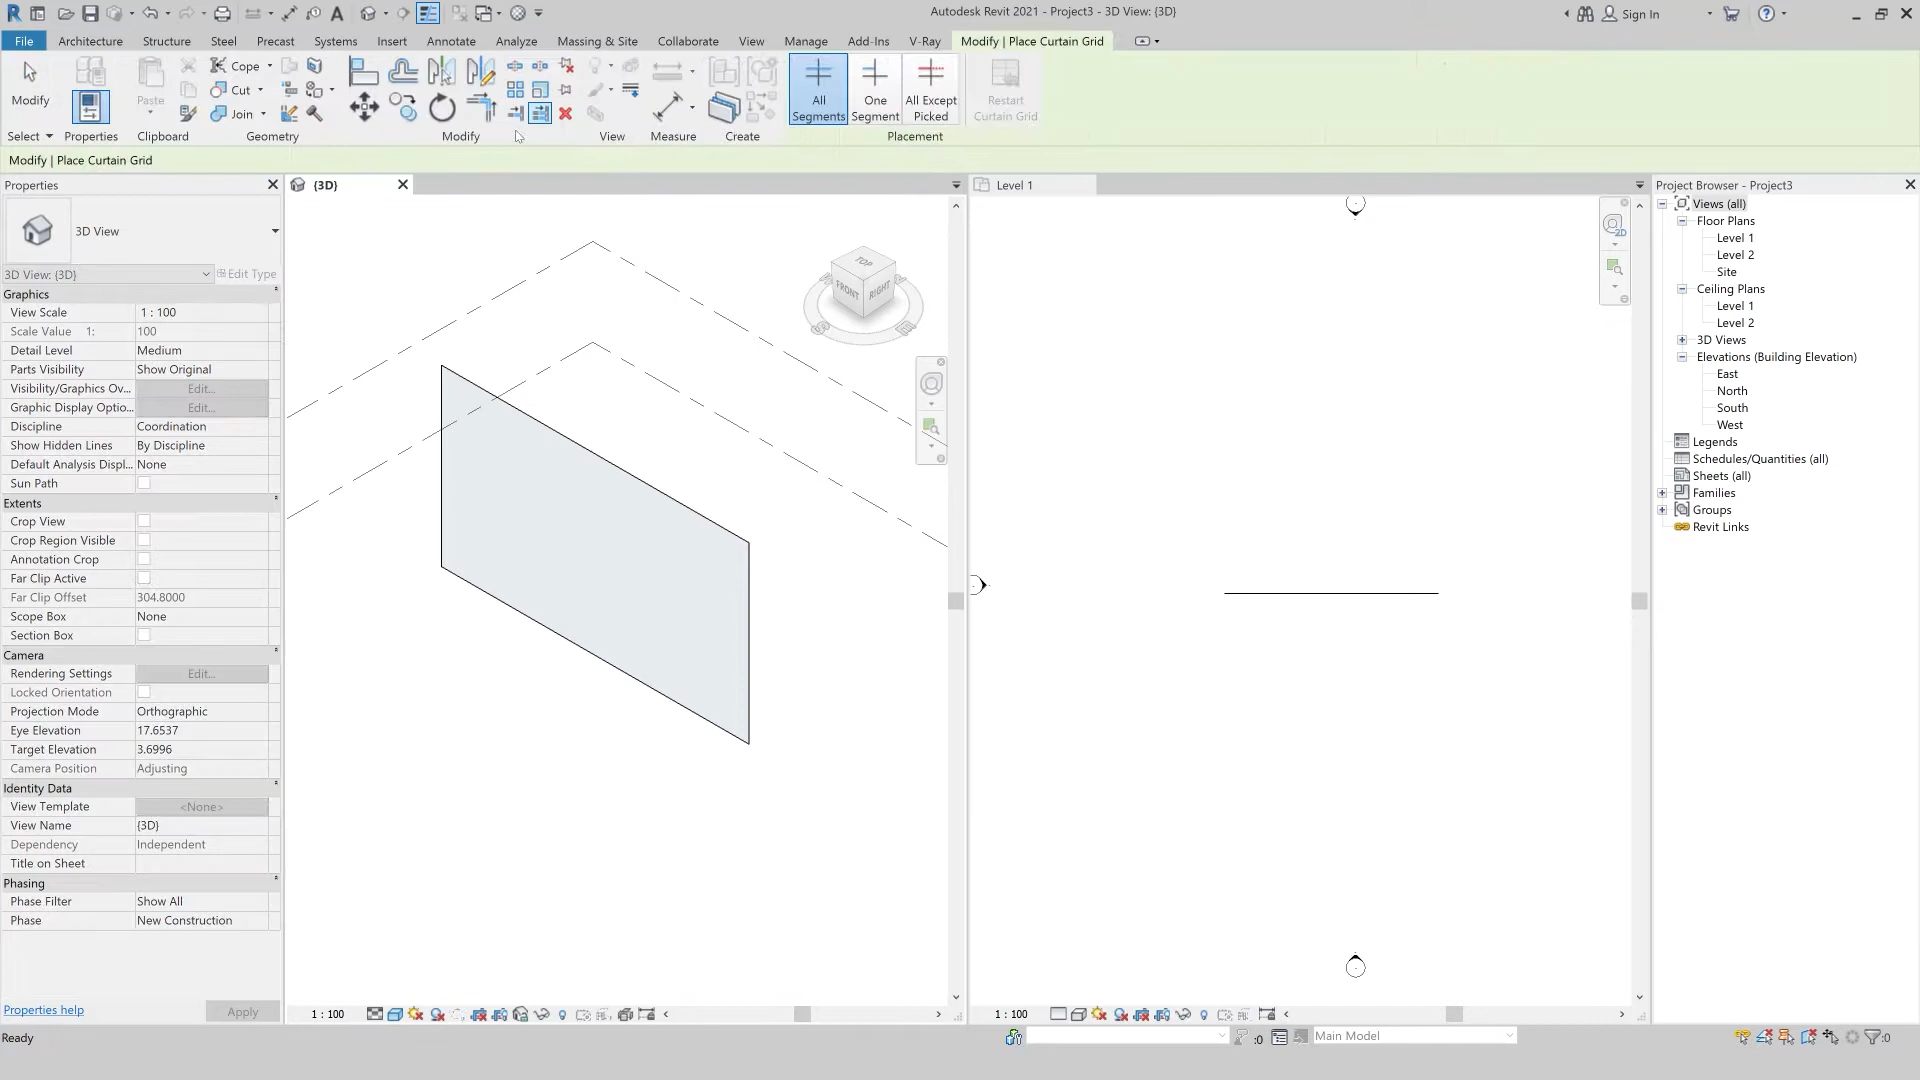 Autodesk Revit 2021 - Project3 - 3D View: {3D}
Sign In
File
Architecture
Structure
Steel
Precast
Systems
Insert
Annotate
Analyze
Massing & Site
Collaborate
View
Manage
Add-Ins
V-Ray
Modify | Place Curtain Grid
Modify
Paste
Cope
Cut
Join
All Segments
One Segment
All Except Picked
Restart Curtain Grid
Select
Properties
Clipboard
Geometry
Modify
View
Measure
Create
Placement
Modify | Place Curtain Grid
Properties
3D View
3D View: {3D}
Edit Type
Graphics
View Scale 1 : 100
Scale Value 1: 100
Detail Level Medium
Parts Visibility Show Original
Visibility/Graphics Ov... Edit...
Graphic Display Optio... Edit...
Discipline Coordination
Show Hidden Lines By Discipline
Default Analysis Displ... None
Sun Path
Extents
Crop View
Crop Region Visible
Annotation Crop
Far Clip Active
Far Clip Offset 304.8000
Scope Box None
Section Box
Camera
Rendering Settings Edit...
Locked Orientation
Projection Mode Orthographic
Eye Elevation 17.6537
Target Elevation 3.6996
Camera Position Adjusting
Identity Data
View Template <None>
View Name {3D}
Dependency Independent
Title on Sheet
Phasing
Phase Filter Show All
Phase New Construction
Properties help
Apply
{3D}
TOP
FRONT
RIGHT
S
E
1 : 100
Level 1
2D
1 : 100
Project Browser - Project3
Views (all)
Floor Plans
Level 1
Level 2
Site
Ceiling Plans
Level 1
Level 2
3D Views
Elevations (Building Elevation)
East
North
South
West
Legends
Schedules/Quantities (all)
Sheets (all)
Families
Groups
Revit Links
Ready
:0
Main Model
:0